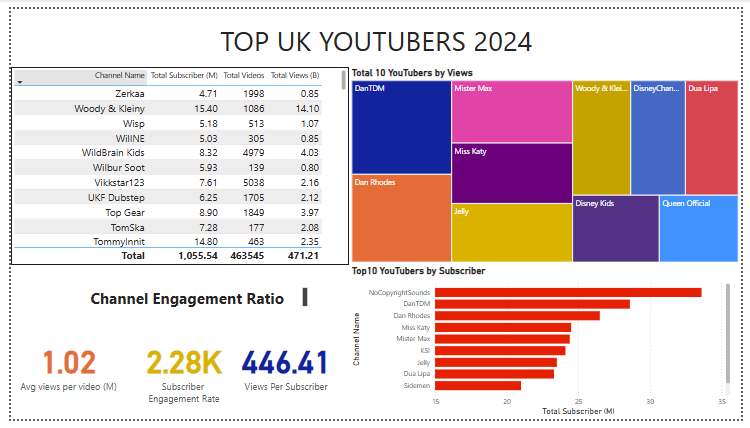 TOP UK YOUTUBERS 2024
Channel Name Total Subscriber (M) Total Videos Total Views (B)
Zerkaa 4.71 1998 0.85
Woody & Kleiny 15.40 1086 14.10
Wisp 5.18 513 1.07
WillNE 5.03 305 0.85
WildBrain Kids 8.32 4979 4.03
Wilbur Soot 5.93 139 0.80
Vikkstar123 7.61 5038 2.16
UKF Dubstep 6.25 1705 2.12
Top Gear 8.90 1849 3.97
TomSka 7.28 177 2.08
TommyInnit 14.80 463 2.35
Total 1,055.54 463545 471.21
Total 10 YouTubers by Views
DanTDM
Mister Max
Woody & Klei...
DisneyChan...
Dua Lipa
Miss Katy
Dan Rhodes
Jelly
Disney Kids
Queen Official
Channel Engagement Ratio
1.02
Avg views per video (M)
2.28K
Subscriber
Engagement Rate
446.41
Views Per Subscriber
Top10 YouTubers by Subscriber
Channel Name
NoCopyrightSounds
DanTDM
Dan Rhodes
Miss Katy
Mister Max
KSI
Jelly
Dua Lipa
Sidemen
15 20 25 30 35
Total Subscriber (M)